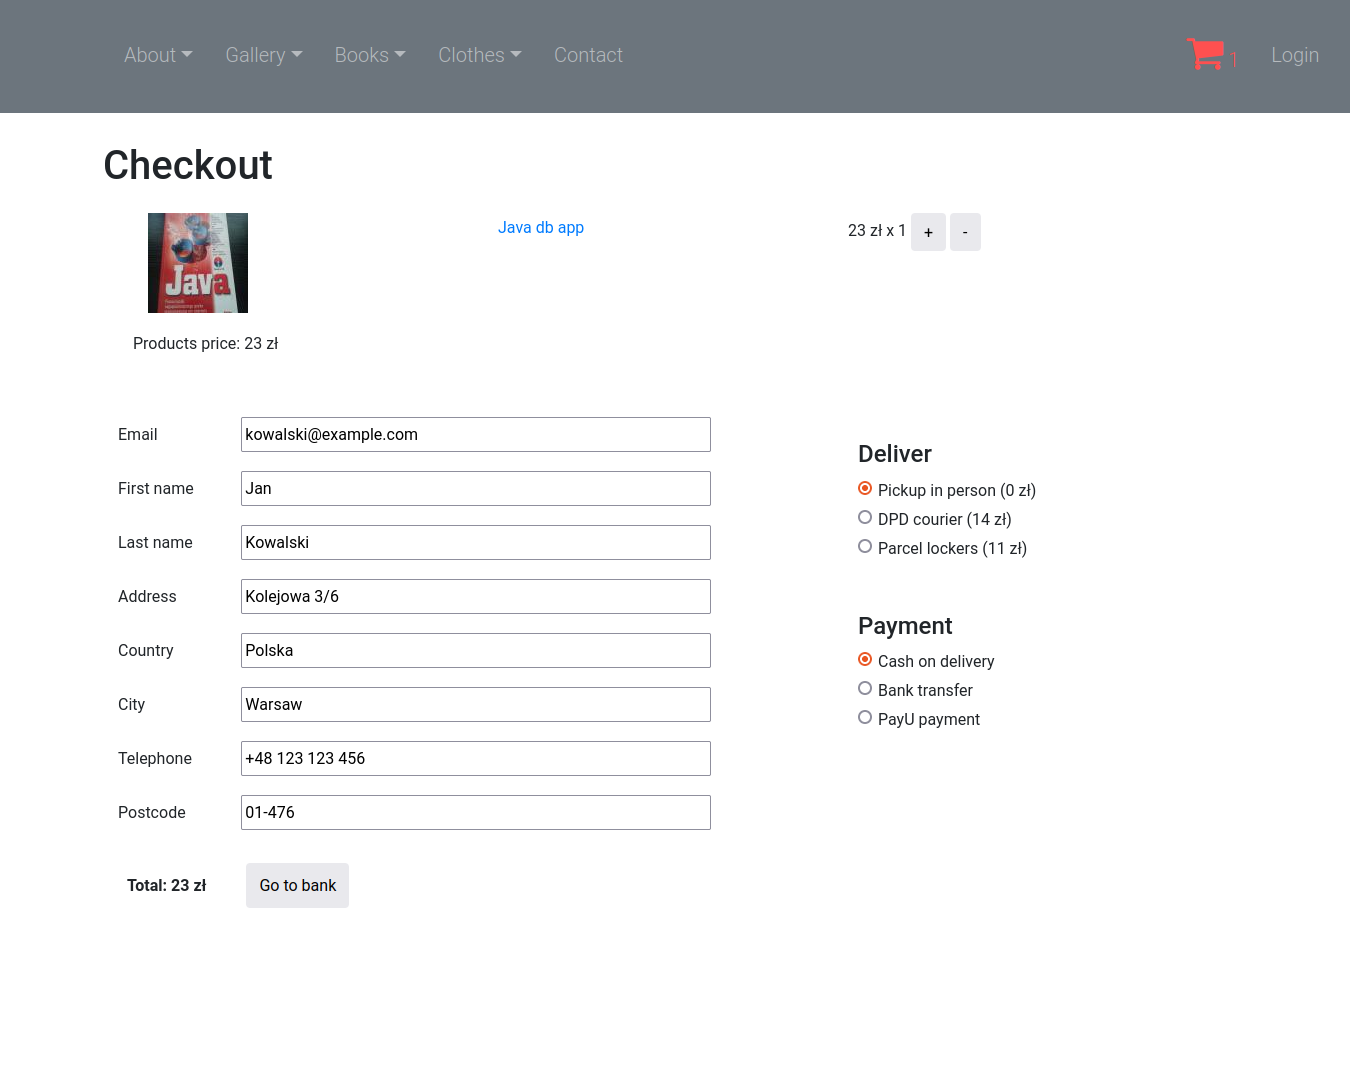 About Gallery Books Clothes Contact 1 Login
Checkout
Java
Java db app
23 zł x 1 + -
Products price: 23 zł
Email kowalski@example.com
First name Jan
Last name Kowalski
Address Kolejowa 3/6
Country Polska
City Warsaw
Telephone +48 123 123 456
Postcode 01-476
Total: 23 zł Go to bank
Deliver
Pickup in person (0 zł)
DPD courier (14 zł)
Parcel lockers (11 zł)
Payment
Cash on delivery
Bank transfer
PayU payment